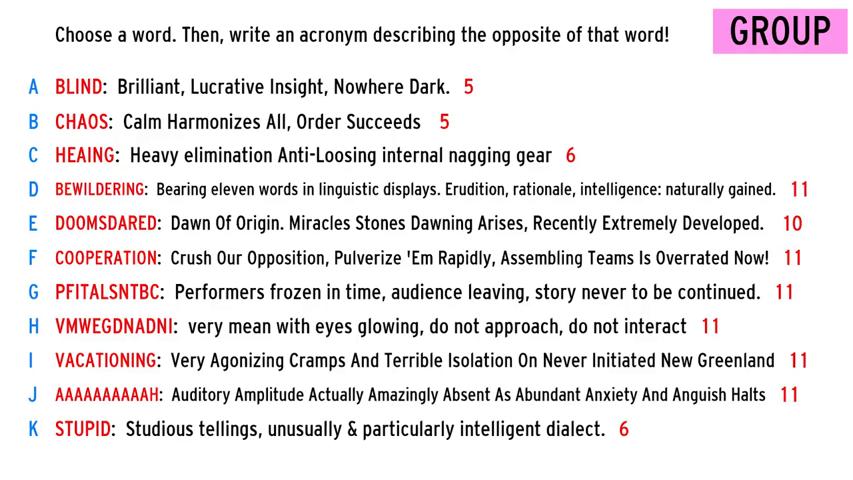 Choose a word. Then, write an acronym describing the opposite of that word!
GROUP
A BLIND: Brilliant, Lucrative Insight, Nowhere Dark. 5
B CHAOS: Calm Harmonizes All, Order Succeeds 5
C HEAING: Heavy elimination Anti-Loosing internal nagging gear 6
D BEWILDERING: Bearing eleven words in linguistic displays. Erudition, rationale, intelligence: naturally gained. 11
E DOOMSDARED: Dawn Of Origin. Miracles Stones Dawning Arises, Recently Extremely Developed. 10
F COOPERATION: Crush Our Opposition, Pulverize 'Em Rapidly, Assembling Teams Is Overrated Now! 11
G PFITALSNTBC: Performers frozen in time, audience leaving, story never to be continued. 11
H VMWEGDNADNI: very mean with eyes glowing, do not approach, do not interact 11
I VACATIONING: Very Agonizing Cramps And Terrible Isolation On Never Initiated New Greenland 11
J AAAAAAAAAAH: Auditory Amplitude Actually Amazingly Absent As Abundant Anxiety And Anguish Halts 11
K STUPID: Studious tellings, unusually & particularly intelligent dialect. 6